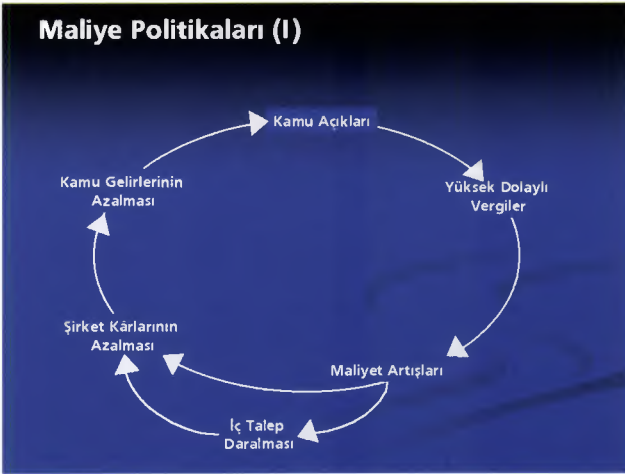 Maliye Politikaları (I)
Kamu Açıkları
Kamu Gelirlerinin
Azalması
Yüksek Dolaylı
Vergiler
Şirket Kârlarının
Azalması
Maliyet Artışları
İç Talep
Daralması